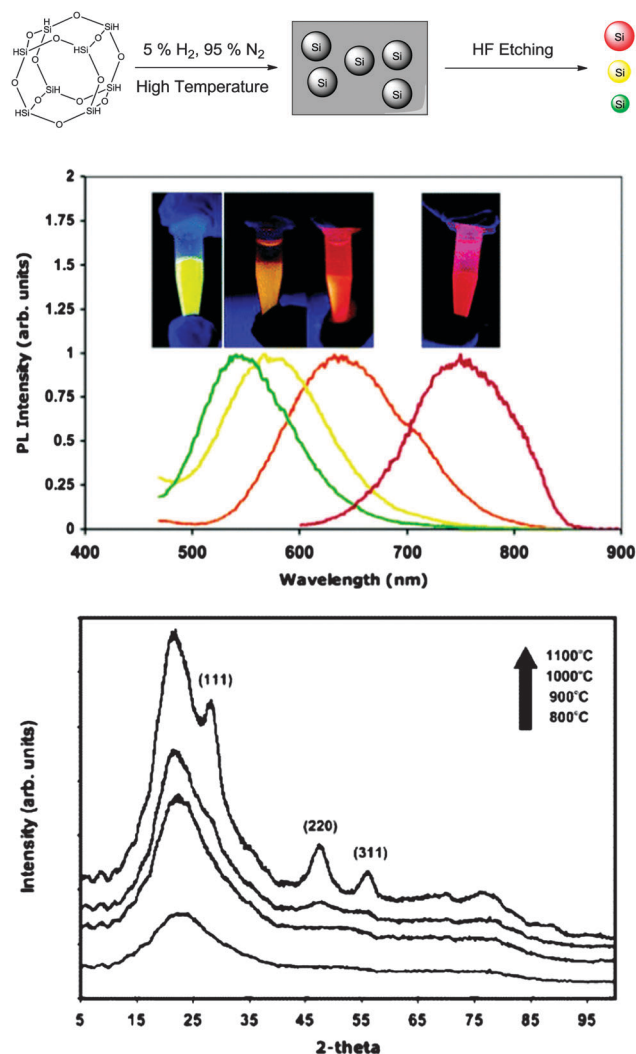 H
Si
O
SiH
O
O
O
HSi
O
HSi
O
O
O
SiH
O
SiH
O
HSi
O
SiH
O
5 % H2, 95 % N2
High Temperature
Si
Si
Si
Si
Si
HF Etching
Si
Si
Si
2
1.75
1.5
1.25
1
0.75
0.5
0.25
0
PL Intensity (arb. units)
400
500
600
700
800
900
Wavelength (nm)
1100°C
1000°C
900°C
800°C
(111)
(220)
(311)
Intensity (arb. units)
5
15
25
35
45
55
65
75
85
95
2-theta